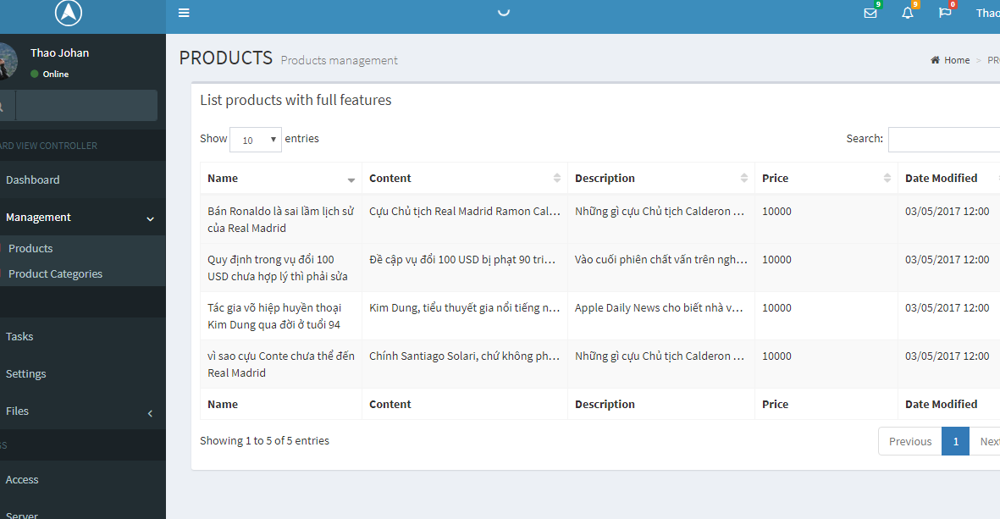 9 9 0
Thao
Thao Johan
Online
PRODUCTS Products management
Home > PR
ARD VIEW CONTROLLER
Dashboard
Management
Products
Product Categories
Tasks
Settings
Files
Access
Server
List products with full features
Show 10 entries
Search:
Name Content Description Price Date Modified
Bán Ronaldo là sai lầm lịch sử
của Real Madrid
Cựu Chủ tịch Real Madrid Ramon Cal...
Những gì cựu Chủ tịch Calderon ...
10000
03/05/2017 12:00
Quy định trong vụ đổi 100
USD chưa hợp lý thì phải sửa
Đề cập vụ đổi 100 USD bị phạt 90 tri...
Vào cuối phiên chất vấn trên ngh...
10000
03/05/2017 12:00
Tác gia võ hiệp huyền thoại
Kim Dung qua đời ở tuổi 94
Kim Dung, tiểu thuyết gia nổi tiếng n...
Apple Daily News cho biết nhà v...
10000
03/05/2017 12:00
vì sao cựu Conte chưa thể đến
Real Madrid
Chính Santiago Solari, chứ không ph...
Những gì cựu Chủ tịch Calderon ...
10000
03/05/2017 12:00
Name Content Description Price Date Modified
Showing 1 to 5 of 5 entries
Previous 1 Next